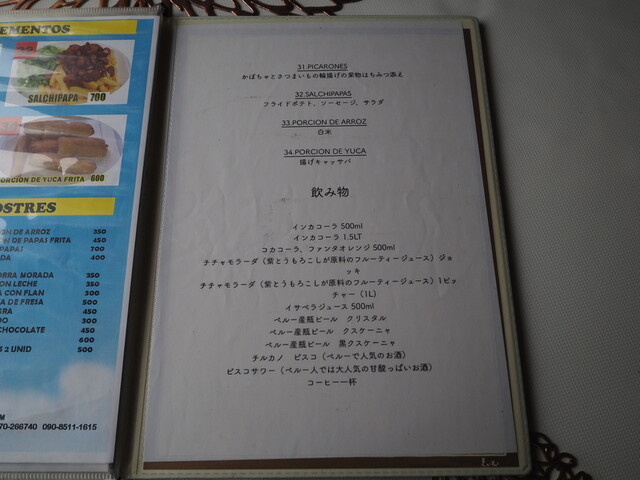 EMENTOS
SALCHIPAPA 700
ORCION DE YUCA FRITA 600
OSTRES
ON DE ARROZ 350
ON DE PAPAS FRITA 450
PAPAS 700
DA 400
ORRA MORADA 350
ON LECHE 350
A CON FLAN 300
A DE FRESA 500
GRA 450
DO 300
CHOCOLATE 450
600
S 2 UNID 500
70-266740 090-8511-1615
31.PICARONES
かぼちゃとさつまいもの輪揚げの果物はちみつ添え
32.SALCHIPAPAS
フライドポテト、ソーセージ、サラダ
33.PORCION DE ARROZ
白米
34.PORCION DE YUCA
揚げキャッサバ
飲み物
インカコーラ 500ml
インカコーラ 1.5LT
コカコーラ、ファンタオレンジ 500ml
チチャモラーダ（紫とうもろこしが原料のフルーティージュース）ジョ
ッキ
チチャモラーダ（紫とうもろこしが原料のフルーティージュース）1ピッ
チャー（1L）
イサベラジュース 500ml
ペルー産瓶ビール　クリスタル
ペルー産瓶ビール　クスケーニャ
ペルー産瓶ビール　黒クスケーニャ
チルカノ　ピスコ（ペルーで人気のお酒）
ピスコサワー（ペルー人では大人気の甘酸っぱいお酒）
コーヒー一杯